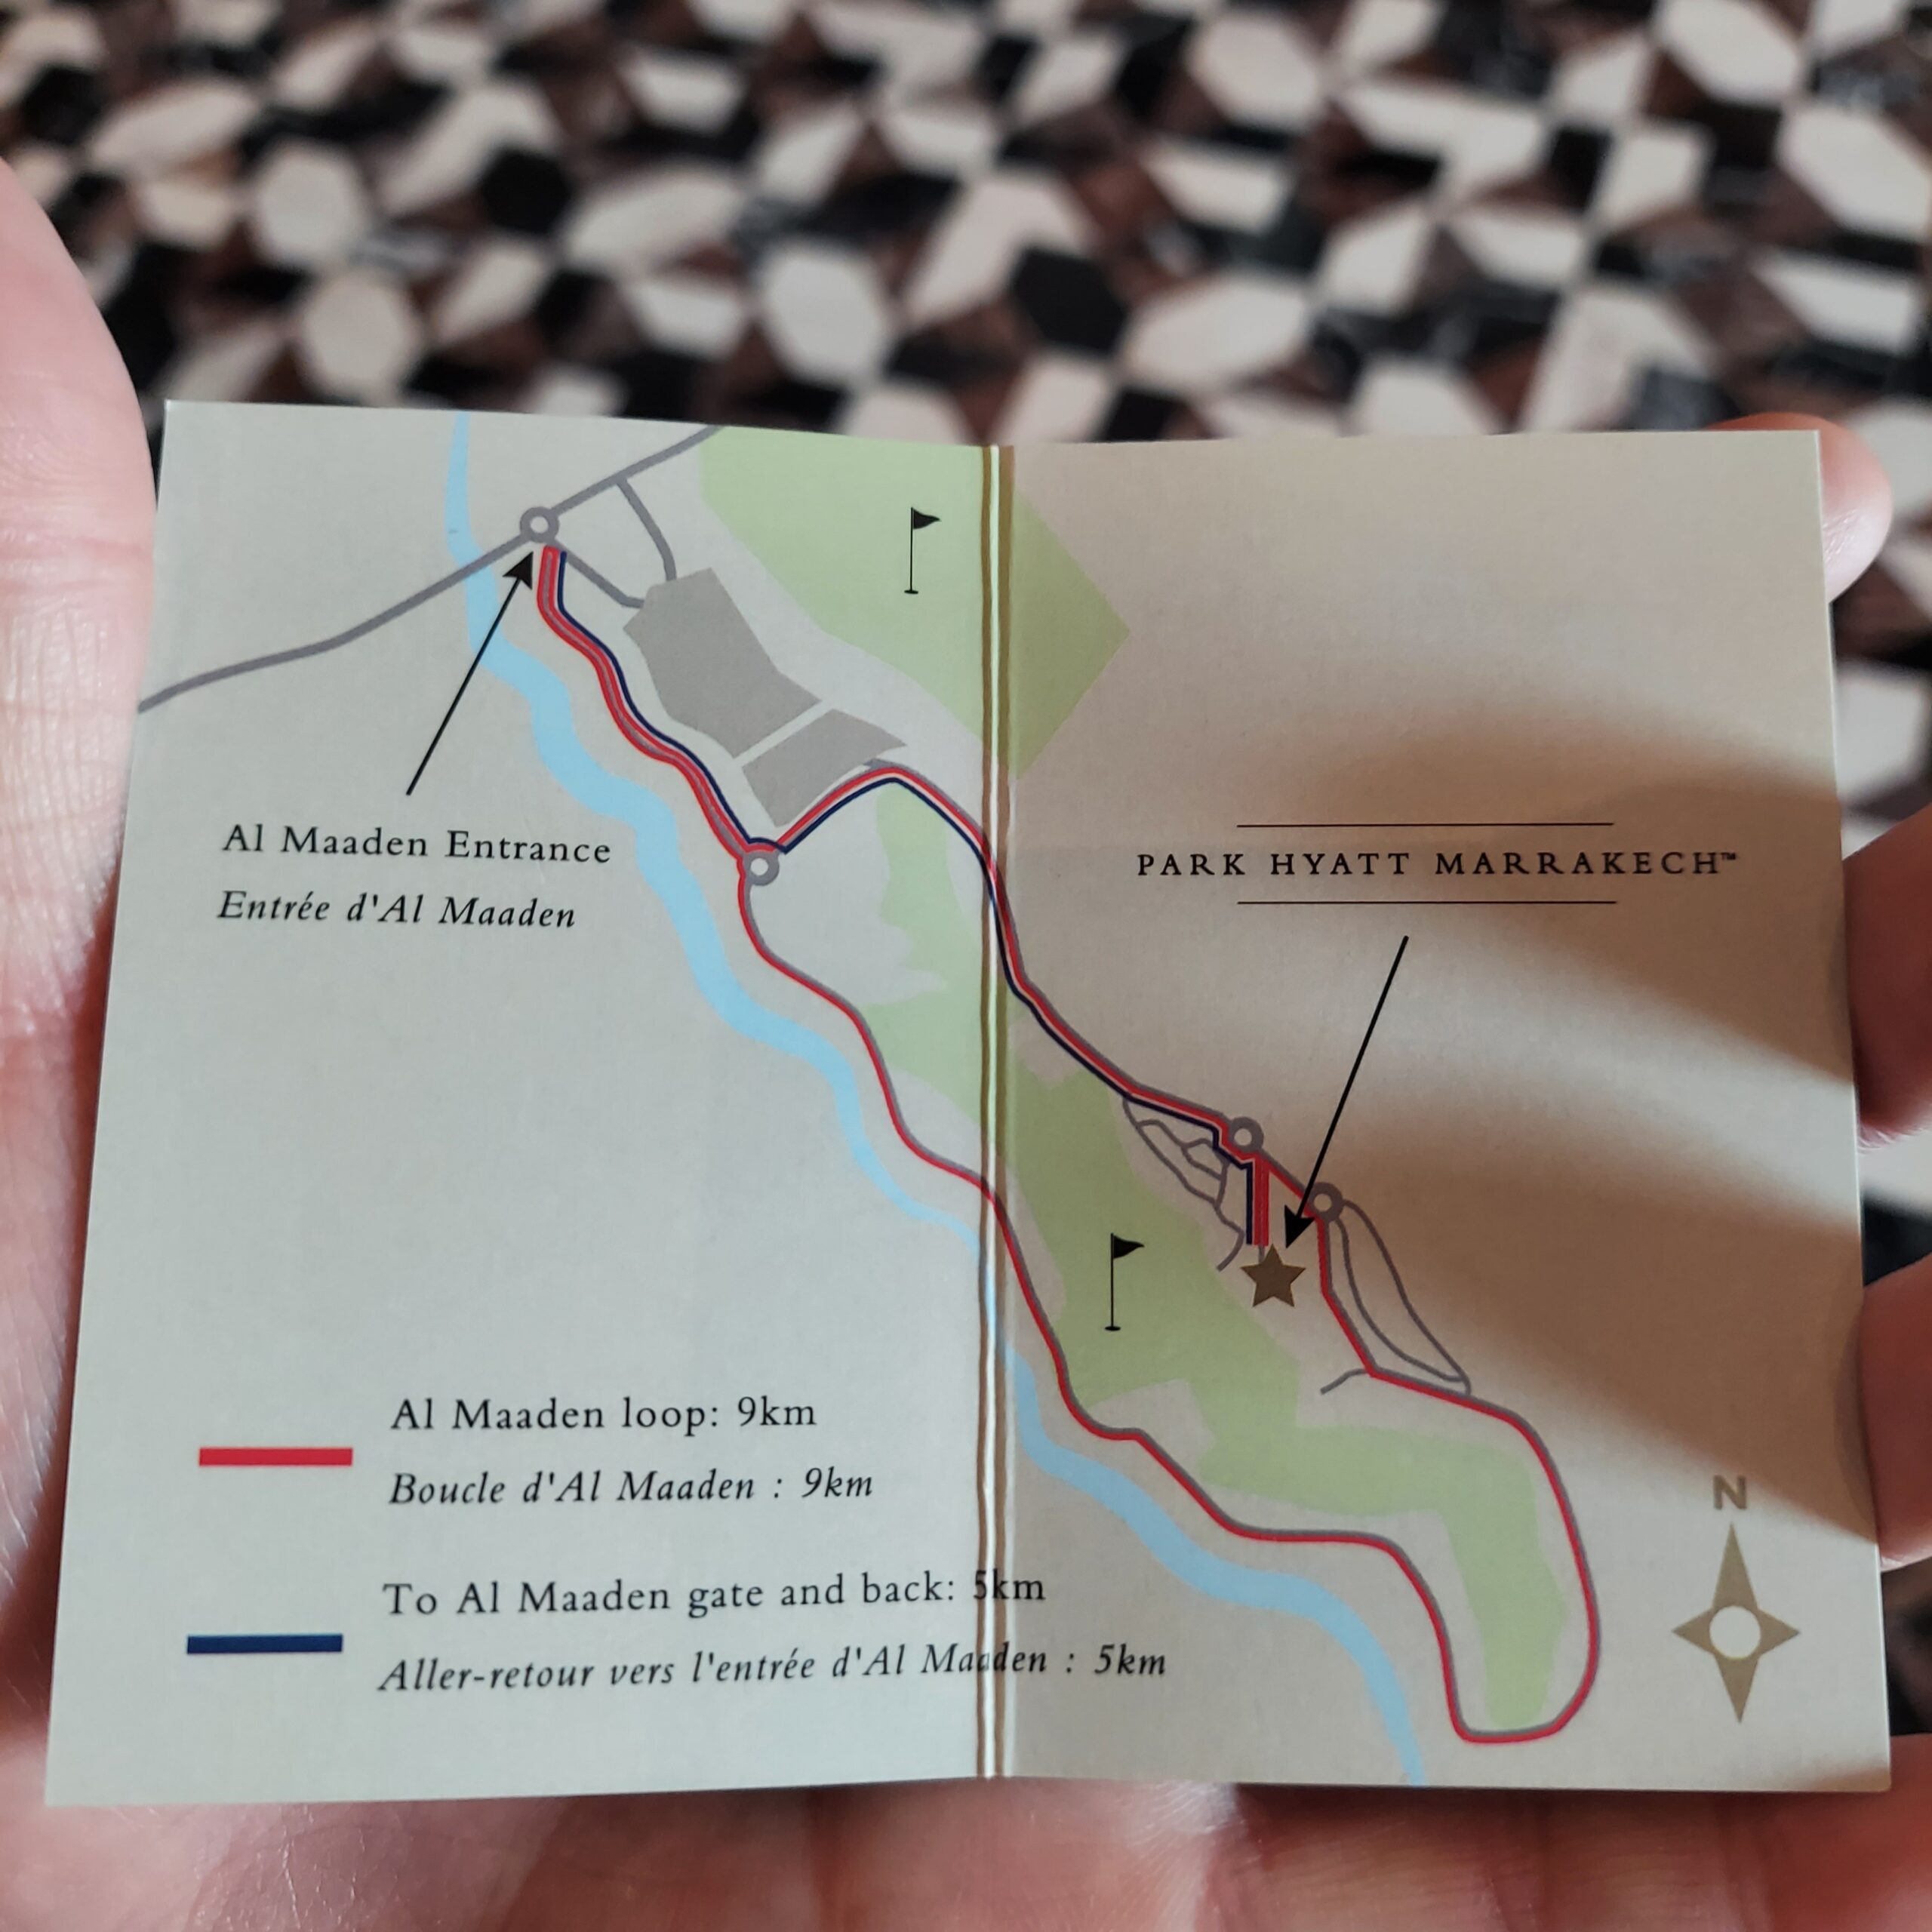 Al Maaden Entrance
Entrée d'Al Maaden
PARK HYATT MARRAKECH™
Al Maaden loop: 9km
Boucle d'Al Maaden : 9km
To Al Maaden gate and back: 5km
Aller-retour vers l'entrée d'Al Maaden : 5km
N